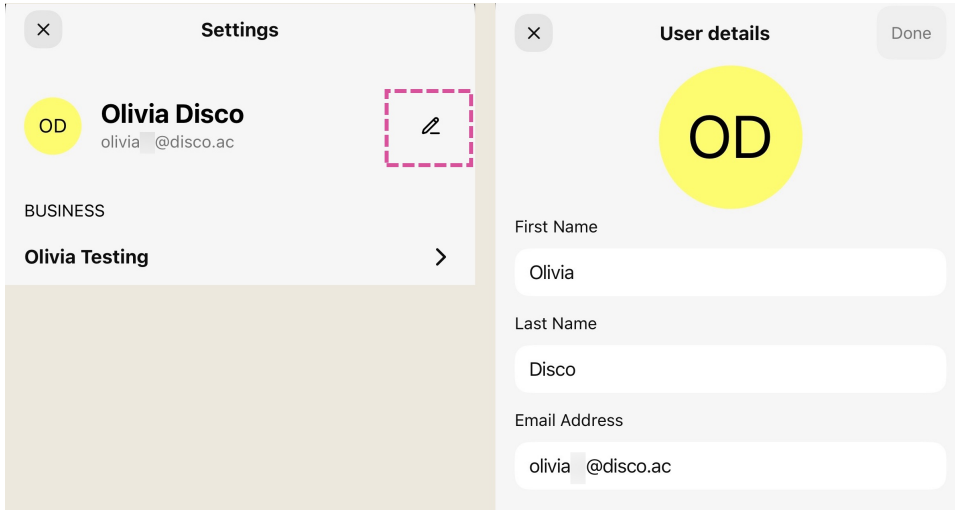 Settings
OD
Olivia Disco
olivia @disco.ac
BUSINESS
Olivia Testing
User details
Done
OD
First Name
Olivia
Last Name
Disco
Email Address
olivia @disco.ac